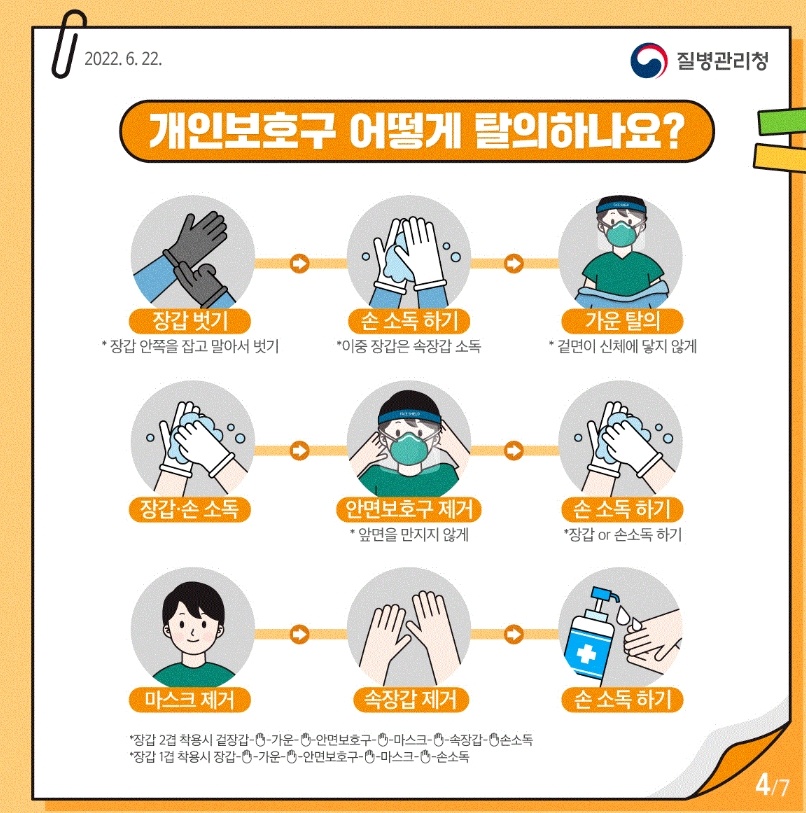 2022. 6. 22.
질병관리청
개인보호구 어떻게 탈의하나요?
장갑 벗기
손 소독 하기
가운 탈의
* 장갑 안쪽을 잡고 말아서 벗기
*이중 장갑은 속장갑 소독
* 겉면이 신체에 닿지 않게
장갑·손 소독
안면보호구 제거
손 소독 하기
* 앞면을 만지지 않게
*장갑 or 손소독 하기
마스크 제거
속장갑 제거
손 소독 하기
*장갑 2겹 착용시 겉장갑-✋-가운-✋-안면보호구-✋-마스크-✋-속장갑-✋손소독
*장갑 1겹 착용시 장갑-✋-가운-✋-안면보호구-✋-마스크-✋-손소독
4/7